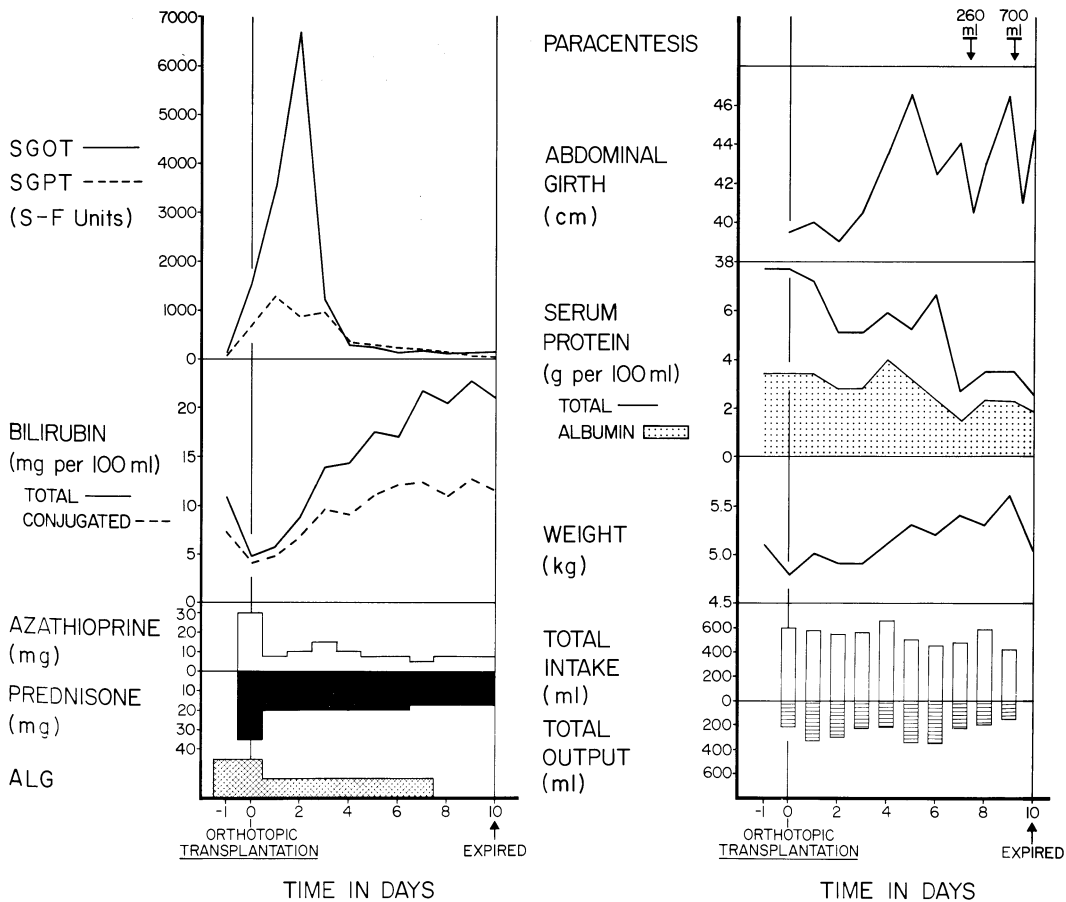 7000
6000
5000
4000
3000
2000
1000
0
SGOT
SGPT
(S-F Units)
20
15
10
5
0
BILIRUBIN
(mg per 100 ml)
TOTAL
CONJUGATED
30
20
10
0
AZATHIOPRINE
(mg)
10
20
30
40
PREDNISONE
(mg)
ALG
-1 0 2 4 6 8 10
ORTHOTOPIC
TRANSPLANTATION
EXPIRED
TIME IN DAYS
260
ml
700
ml
PARACENTESIS
46
44
42
40
38
ABDOMINAL
GIRTH
(cm)
6
4
2
0
SERUM
PROTEIN
(g per 100 ml)
TOTAL
ALBUMIN
5.5
5.0
4.5
WEIGHT
(kg)
600
400
200
0
200
400
600
TOTAL
INTAKE
(ml)
TOTAL
OUTPUT
(ml)
-1 0 2 4 6 8 10
ORTHOTOPIC
TRANSPLANTATION
EXPIRED
TIME IN DAYS